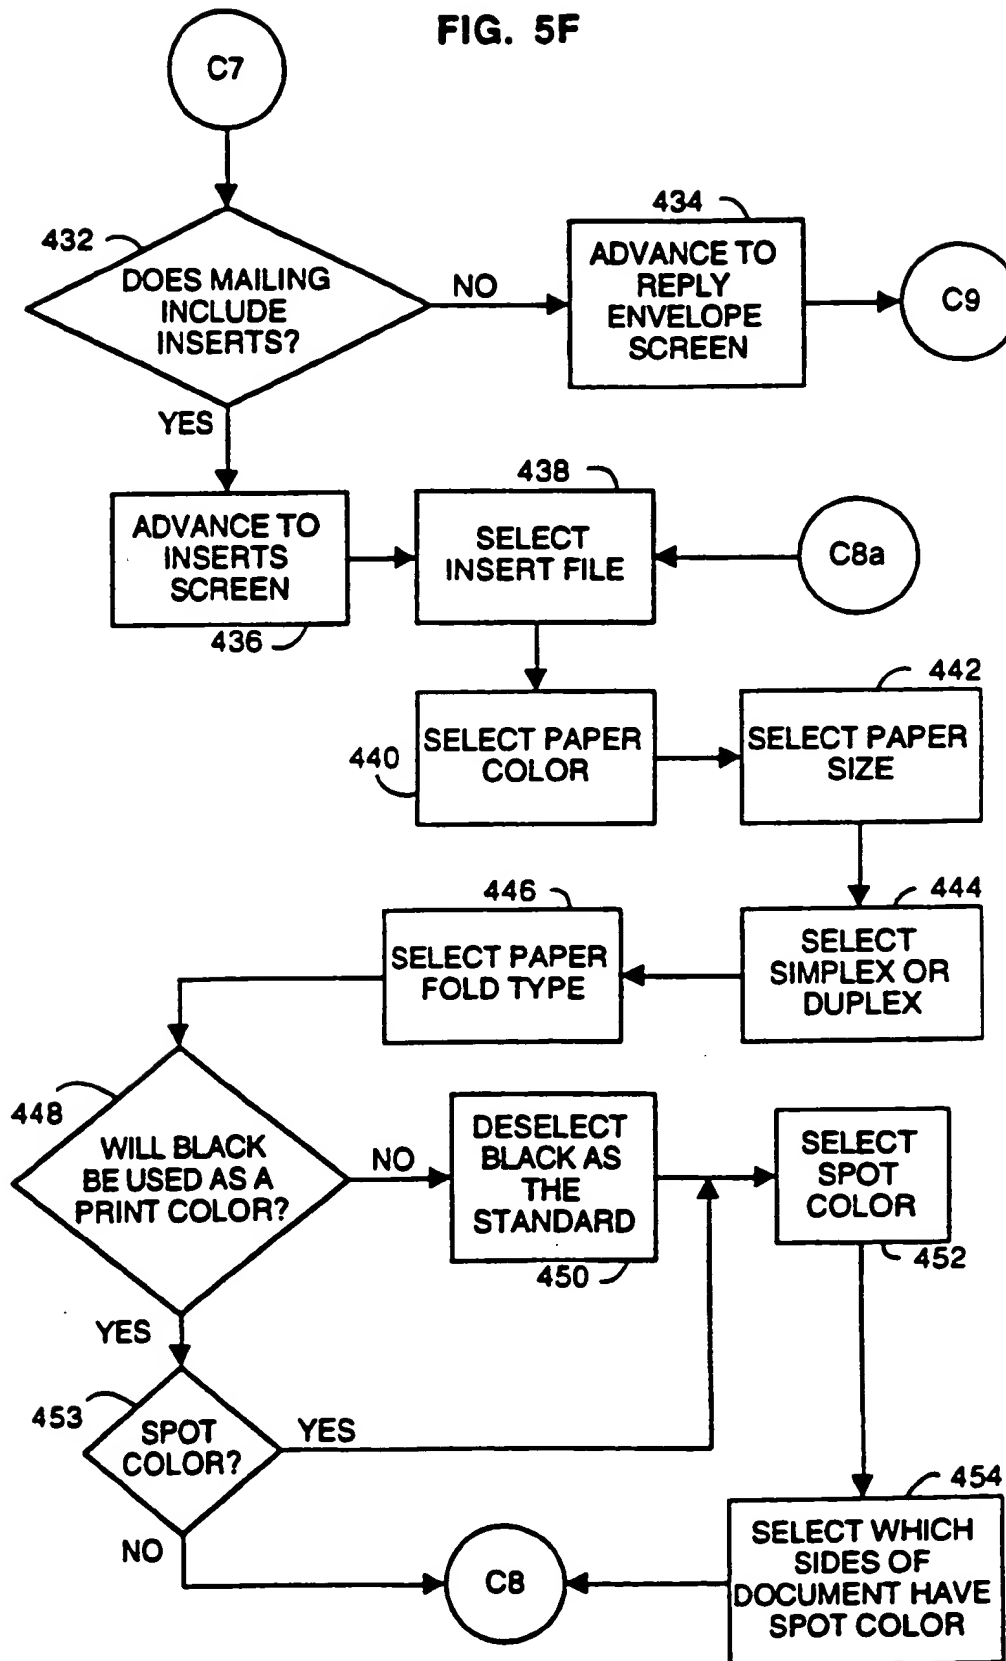 FIG. 5F
C7
432
DOES MAILING
INCLUDE
INSERTS?
NO
434
ADVANCE TO
REPLY
ENVELOPE
SCREEN
C9
YES
ADVANCE TO
INSERTS
SCREEN
436
438
SELECT
INSERT FILE
C8a
440
SELECT PAPER
COLOR
442
SELECT PAPER
SIZE
444
SELECT
SIMPLEX OR
DUPLEX
446
SELECT PAPER
FOLD TYPE
448
WILL BLACK
BE USED AS A
PRINT COLOR?
NO
DESELECT
BLACK AS
THE
STANDARD
450
SELECT
SPOT
COLOR
452
YES
453
SPOT
COLOR?
YES
NO
C8
454
SELECT WHICH
SIDES OF
DOCUMENT HAVE
SPOT COLOR